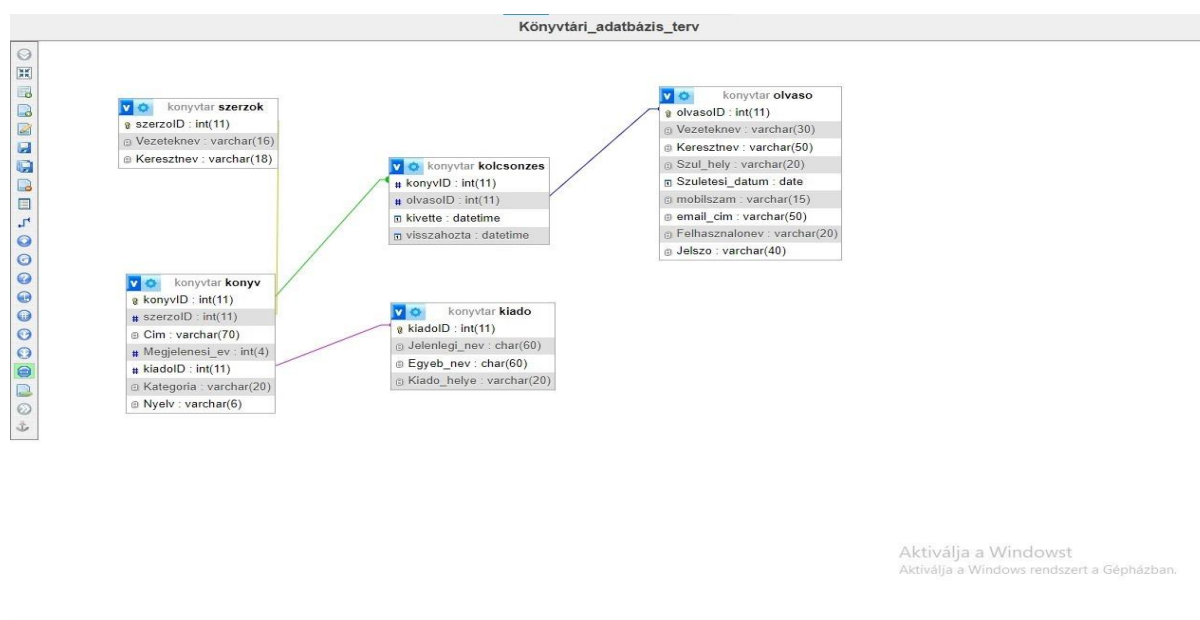 Könyvtári_adatbázis_terv
konyvtar szerzok
szerzoID : int(11)
Vezeteknev : varchar(16)
Keresztnev : varchar(18)
konyvtar kolcsonzes
konyvID : int(11)
olvasoID : int(11)
kivette : datetime
visszahozta : datetime
konyvtar olvaso
olvasoID : int(11)
Vezeteknev : varchar(30)
Keresztnev : varchar(50)
Szul_hely : varchar(20)
Szuletesi_datum : date
mobilszam : varchar(15)
email_cim : varchar(50)
Felhasznalonev : varchar(20)
Jelszo : varchar(40)
konyvtar konyv
konyvID : int(11)
szerzoID : int(11)
Cim : varchar(70)
Megjelenesi_ev : int(4)
kiadoID : int(11)
Kategoria : varchar(20)
Nyelv : varchar(6)
konyvtar kiado
kiadoID : int(11)
Jelenlegi_nev : char(60)
Egyeb_nev : char(60)
Kiado_helye : varchar(20)
Aktiválja a Windowst
Aktiválja a Windows rendszert a Gépházban.